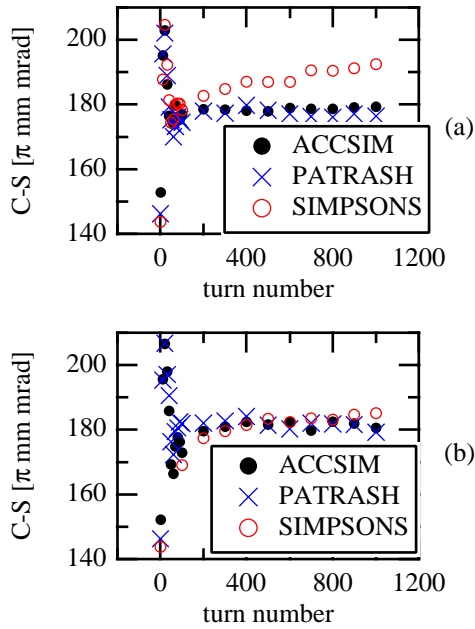 C-S [π mm mrad]
200
180
160
140
ACCSIM
PATRASH
SIMPSONS
(a)
0 400 800 1200
turn number
C-S [π mm mrad]
200
180
160
140
ACCSIM
PATRASH
SIMPSONS
(b)
0 400 800 1200
turn number